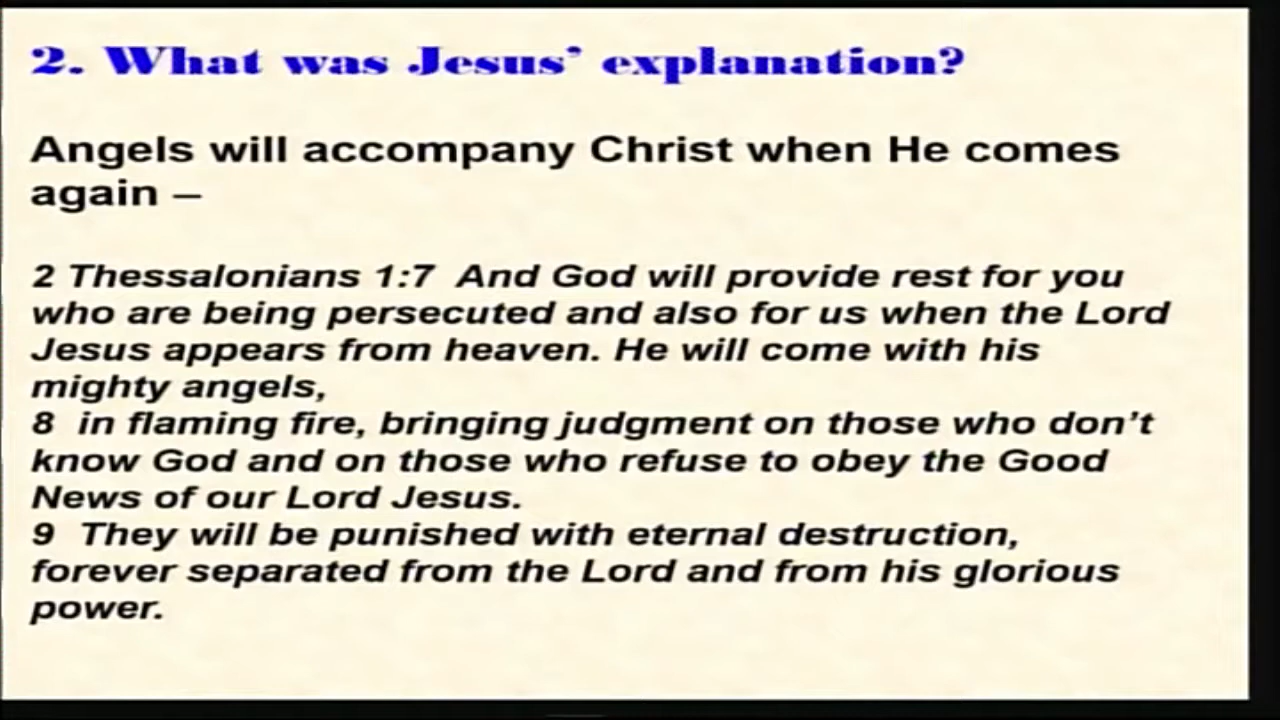 2. What was Jesus’ explanation?
Angels will accompany Christ when He comes
again –
2 Thessalonians 1:7 And God will provide rest for you
who are being persecuted and also for us when the Lord
Jesus appears from heaven. He will come with his
mighty angels,
8 in flaming fire, bringing judgment on those who don’t
know God and on those who refuse to obey the Good
News of our Lord Jesus.
9 They will be punished with eternal destruction,
forever separated from the Lord and from his glorious
power.